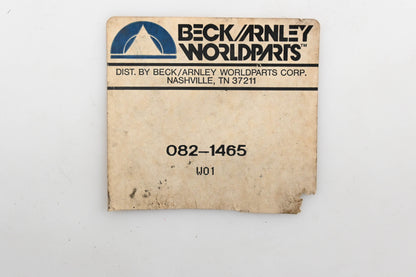 BECK/ARNLEY
WORLDPARTS™
DIST. BY BECK/ARNLEY WORLDPARTS CORP.
NASHVILLE, TN 37211
082-1465
W01